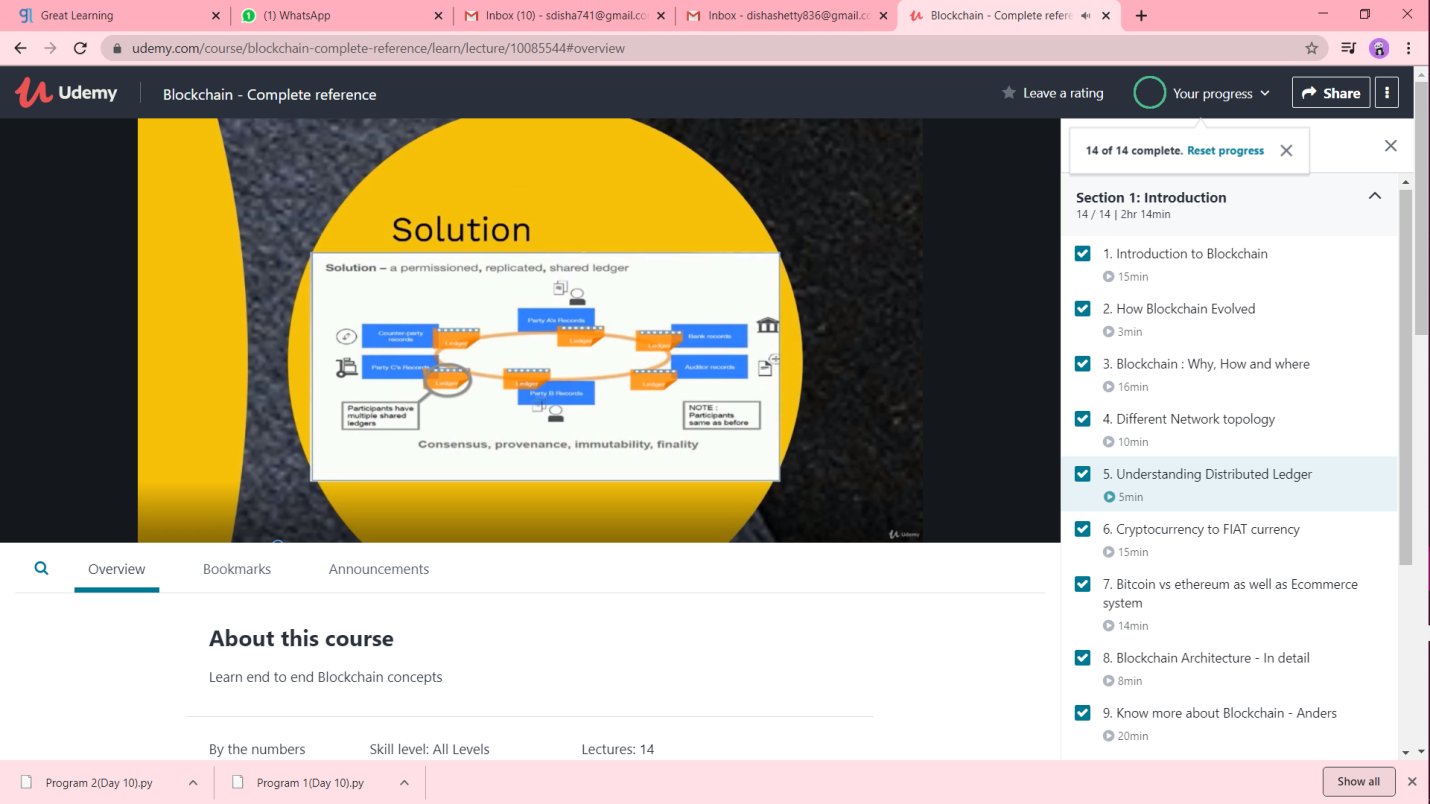 Great Learning
(1) WhatsApp
Inbox (10) - sdisha741@gmail.co
Inbox - dishashetty836@gmail.co
Blockchain - Complete refere
udemy.com/course/blockchain-complete-reference/learn/lecture/10085544#overview
Udemy
Blockchain - Complete reference
Leave a rating
Your progress
Share
14 of 14 complete. Reset progress
Solution
Solution – a permissioned, replicated, shared ledger
Party A's Records
Counter-party
records
Ledger
Ledger
Ledger
Bank records
Party C's Records
Ledger
Ledger
Ledger
Auditor records
Party B Records
Participants have
multiple shared
ledgers
NOTE :
Participants
same as before
Consensus, provenance, immutability, finality
Udemy
Section 1: Introduction
14 / 14 | 2hr 14min
1. Introduction to Blockchain
15min
2. How Blockchain Evolved
3min
3. Blockchain : Why, How and where
16min
4. Different Network topology
10min
5. Understanding Distributed Ledger
5min
6. Cryptocurrency to FIAT currency
15min
7. Bitcoin vs ethereum as well as Ecommerce
system
14min
8. Blockchain Architecture - In detail
8min
9. Know more about Blockchain - Anders
20min
Overview
Bookmarks
Announcements
About this course
Learn end to end Blockchain concepts
By the numbers
Skill level: All Levels
Lectures: 14
Program 2(Day 10).py
Program 1(Day 10).py
Show all